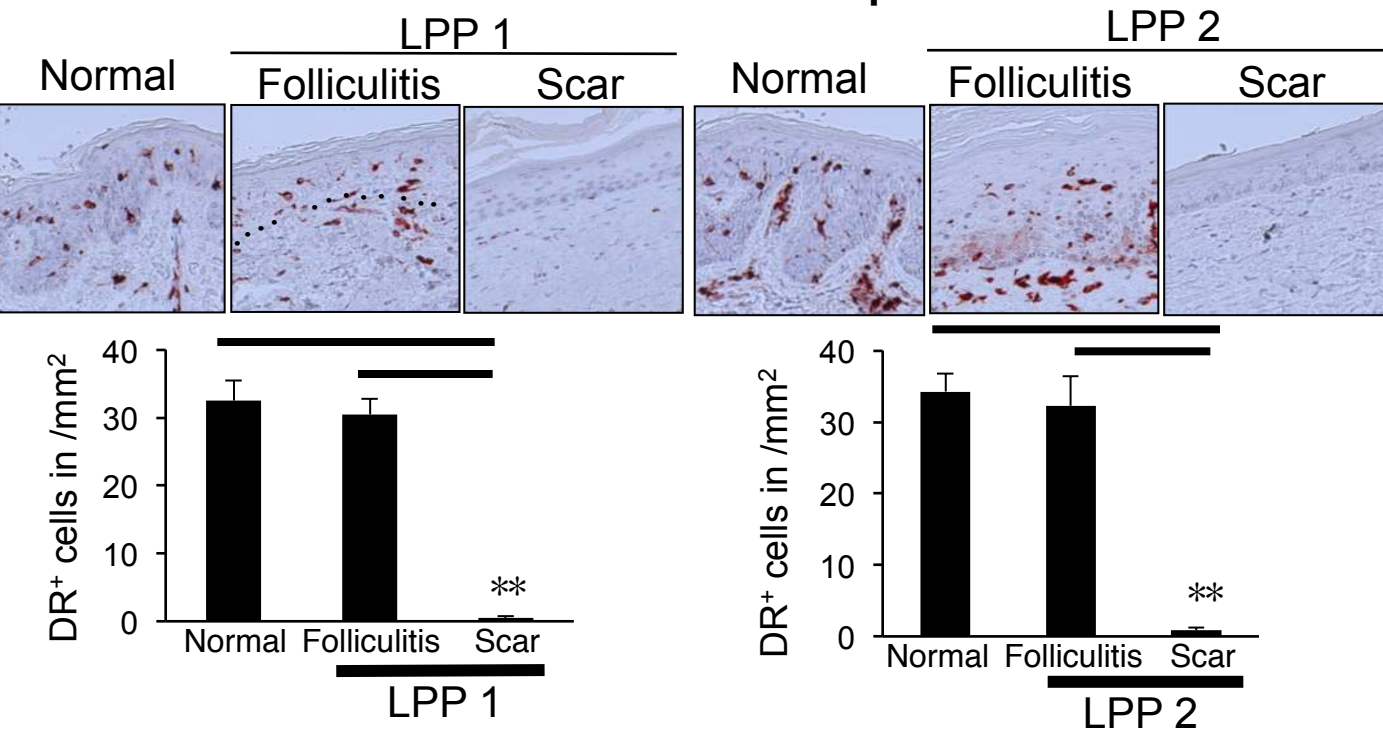 LPP 1
Normal
Folliculitis
Scar
LPP 2
Normal
Folliculitis
Scar
DR⁺ cells in /mm²
40
30
20
10
0
**
Normal
Folliculitis
Scar
LPP 1
DR⁺ cells in /mm²
40
30
20
10
0
**
Normal
Folliculitis
Scar
LPP 2